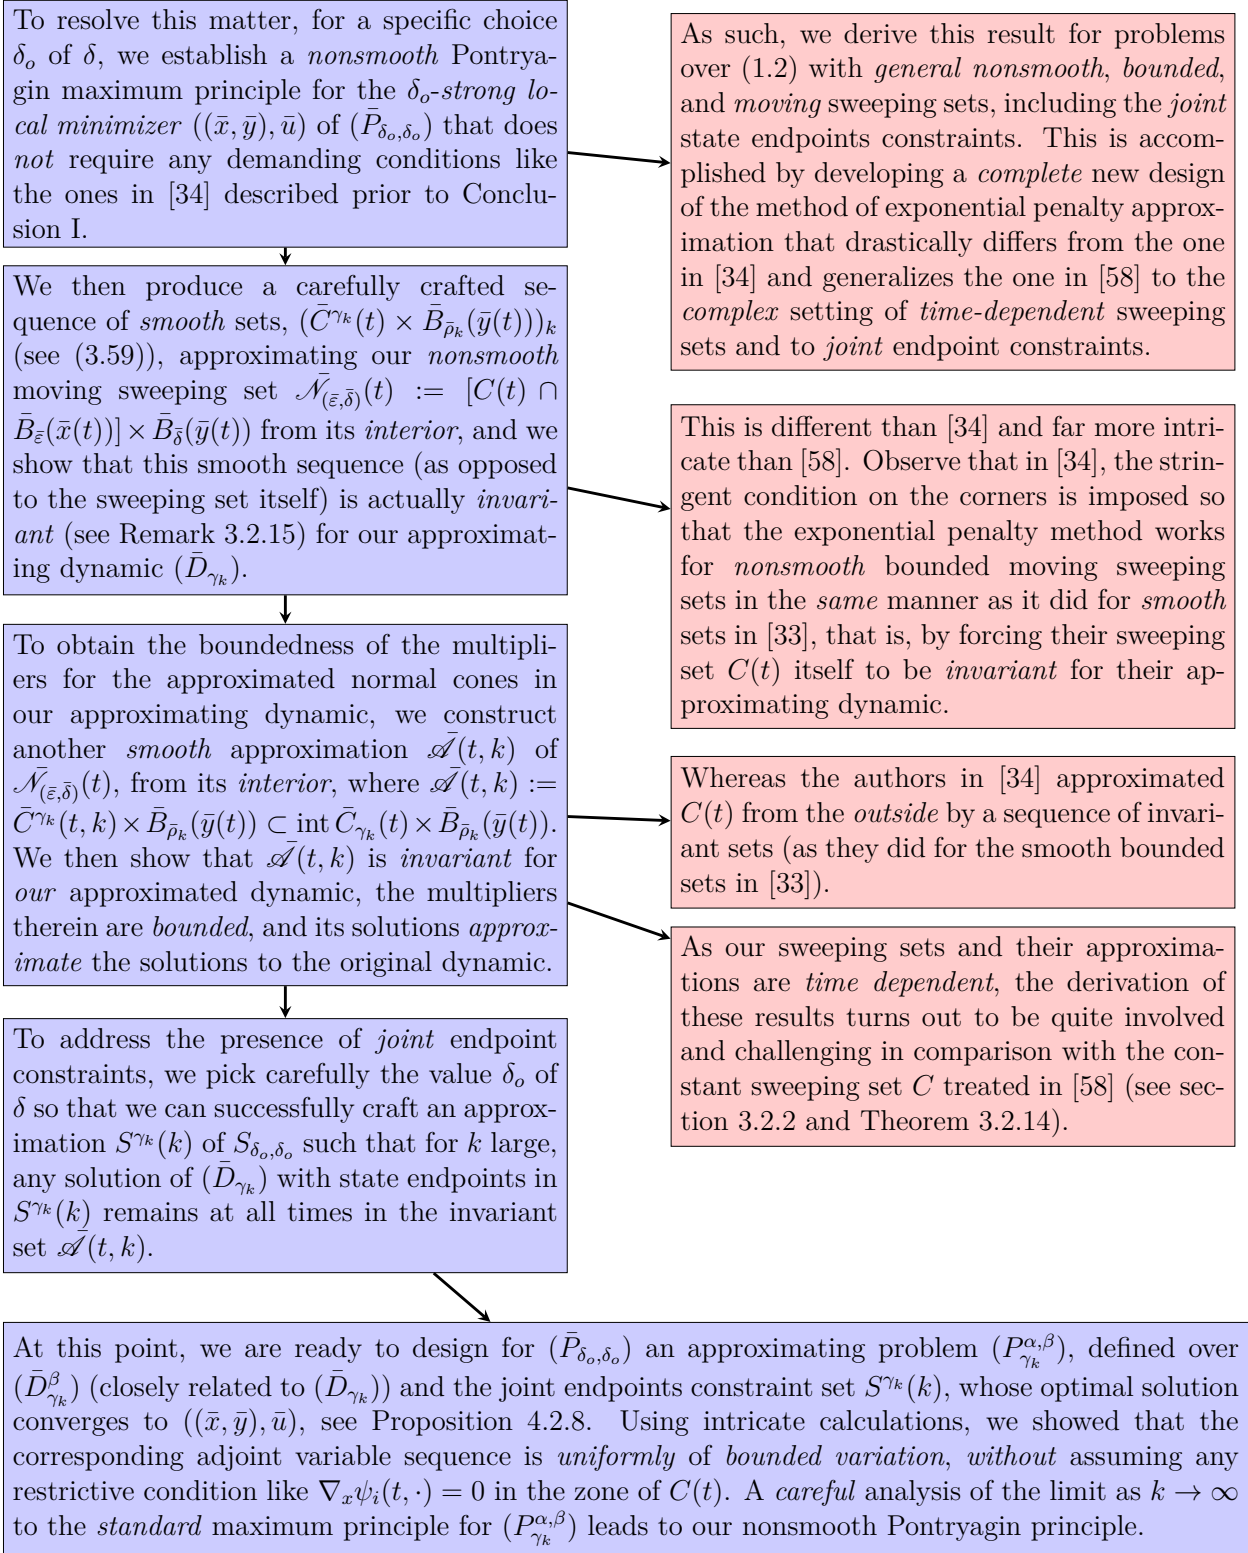 To resolve this matter, for a specific choice
δₒ of δ, we establish a nonsmooth Pontrya-
gin maximum principle for the δₒ-strong lo-
cal minimizer ((x̄, ȳ), ū) of (P̄_{δₒ,δₒ}) that does
not require any demanding conditions like
the ones in [34] described prior to Conclu-
sion I.
As such, we derive this result for problems
over (1.2) with general nonsmooth, bounded,
and moving sweeping sets, including the joint
state endpoints constraints. This is accom-
plished by developing a complete new design
of the method of exponential penalty approx-
imation that drastically differs from the one
in [34] and generalizes the one in [58] to the
complex setting of time-dependent sweeping
sets and to joint endpoint constraints.
We then produce a carefully crafted se-
quence of smooth sets, (C̄^{γ_k}(t) × B̄_{ρ̄_k}(ȳ(t)))_k
(see (3.59)), approximating our nonsmooth
moving sweeping set 𝒩̄_{(ε̄,δ̄)}(t) := [C(t) ∩
B̄_{ε̄}(x̄(t))] × B̄_{δ̄}(ȳ(t)) from its interior, and we
show that this smooth sequence (as opposed
to the sweeping set itself) is actually invari-
ant (see Remark 3.2.15) for our approximat-
ing dynamic (D̄_{γ_k}).
This is different than [34] and far more intri-
cate than [58]. Observe that in [34], the strin-
gent condition on the corners is imposed so
that the exponential penalty method works
for nonsmooth bounded moving sweeping
sets in the same manner as it did for smooth
sets in [33], that is, by forcing their sweeping
set C(t) itself to be invariant for their ap-
proximating dynamic.
To obtain the boundedness of the multipli-
ers for the approximated normal cones in
our approximating dynamic, we construct
another smooth approximation 𝒜̄(t, k) of
𝒩̄_{(ε̄,δ̄)}(t), from its interior, where 𝒜̄(t, k) :=
C̄^{γ_k}(t, k) × B̄_{ρ̄_k}(ȳ(t)) ⊂ int C̄_{γ_k}(t) × B̄_{ρ̄_k}(ȳ(t)).
We then show that 𝒜̄(t, k) is invariant for
our approximated dynamic, the multipliers
therein are bounded, and its solutions approx-
imate the solutions to the original dynamic.
Whereas the authors in [34] approximated
C(t) from the outside by a sequence of invari-
ant sets (as they did for the smooth bounded
sets in [33]).
As our sweeping sets and their approxima-
tions are time dependent, the derivation of
these results turns out to be quite involved
and challenging in comparison with the con-
stant sweeping set C treated in [58] (see sec-
tion 3.2.2 and Theorem 3.2.14).
To address the presence of joint endpoint
constraints, we pick carefully the value δₒ of
δ so that we can successfully craft an approx-
imation S^{γ_k}(k) of S_{δₒ,δₒ} such that for k large,
any solution of (D̄_{γ_k}) with state endpoints in
S^{γ_k}(k) remains at all times in the invariant
set 𝒜̄(t, k).
At this point, we are ready to design for (P̄_{δₒ,δₒ}) an approximating problem (P^{α,β}_{γ_k}), defined over
(D̄^β_{γ_k}) (closely related to (D̄_{γ_k})) and the joint endpoints constraint set S^{γ_k}(k), whose optimal solution
converges to ((x̄, ȳ), ū), see Proposition 4.2.8. Using intricate calculations, we showed that the
corresponding adjoint variable sequence is uniformly of bounded variation, without assuming any
restrictive condition like ∇ₓψᵢ(t, ·) = 0 in the zone of C(t). A careful analysis of the limit as k → ∞
to the standard maximum principle for (P^{α,β}_{γ_k}) leads to our nonsmooth Pontryagin principle.